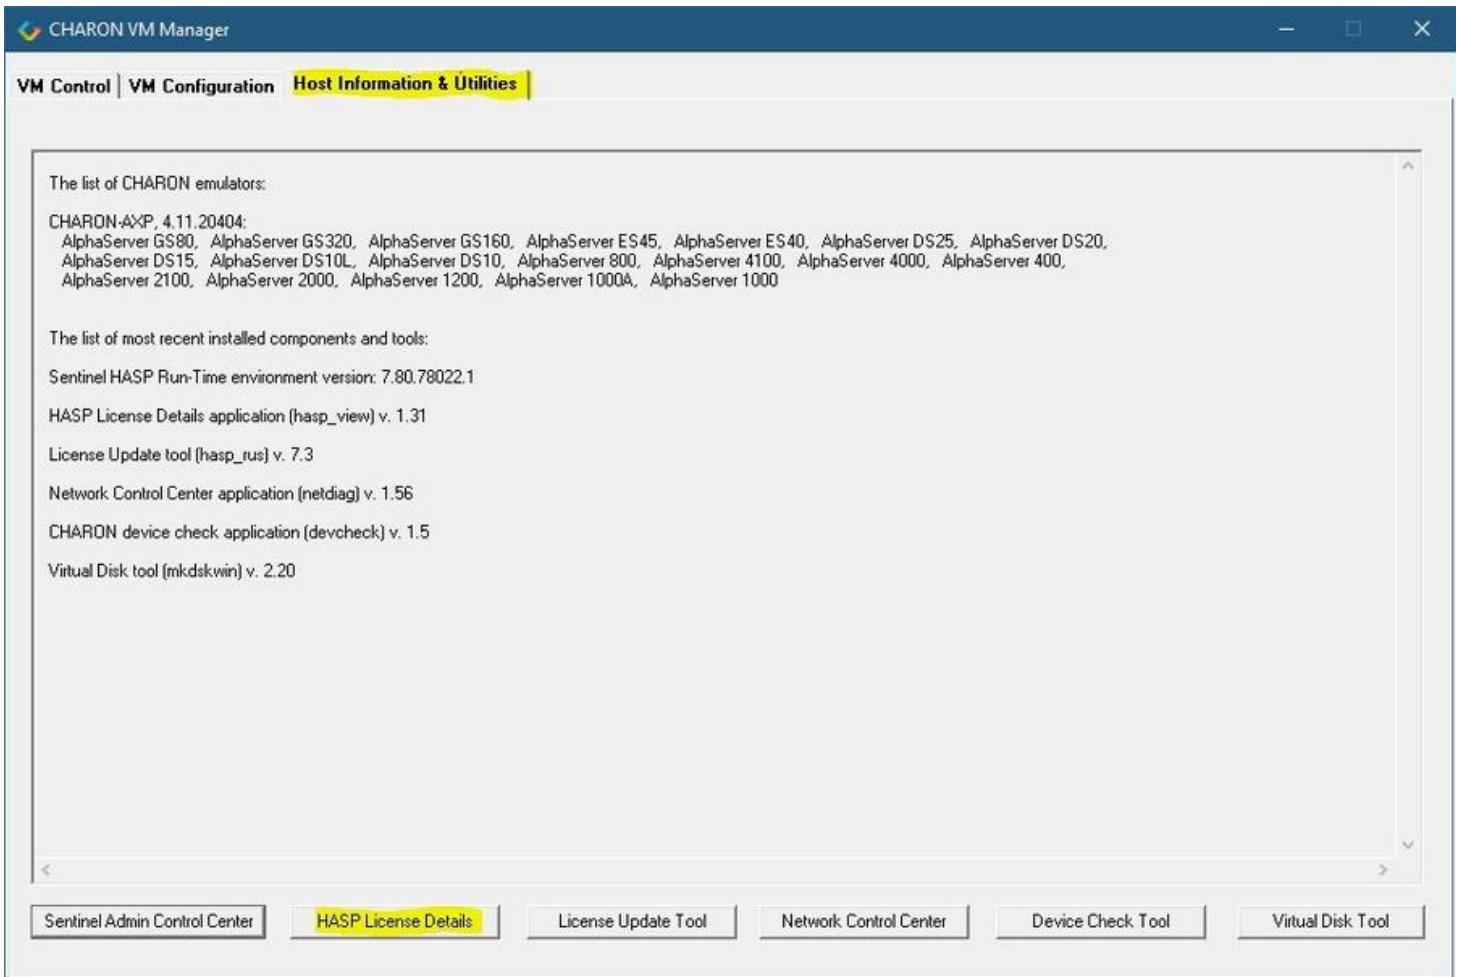 CHARON VM Manager
VM Control
VM Configuration
Host Information & Utilities
The list of CHARON emulators:
CHARON-AXP, 4.11.20404:
AlphaServer GS80, AlphaServer GS320, AlphaServer GS160, AlphaServer ES45, AlphaServer ES40, AlphaServer DS25, AlphaServer DS20,
AlphaServer DS15, AlphaServer DS10L, AlphaServer DS10, AlphaServer 800, AlphaServer 4100, AlphaServer 4000, AlphaServer 400,
AlphaServer 2100, AlphaServer 2000, AlphaServer 1200, AlphaServer 1000A, AlphaServer 1000
The list of most recent installed components and tools:
Sentinel HASP Run-Time environment version: 7.80.78022.1
HASP License Details application (hasp_view) v. 1.31
License Update tool (hasp_rus) v. 7.3
Network Control Center application (netdiag) v. 1.56
CHARON device check application (devcheck) v. 1.5
Virtual Disk tool (mkdskwin) v. 2.20
Sentinel Admin Control Center
HASP License Details
License Update Tool
Network Control Center
Device Check Tool
Virtual Disk Tool